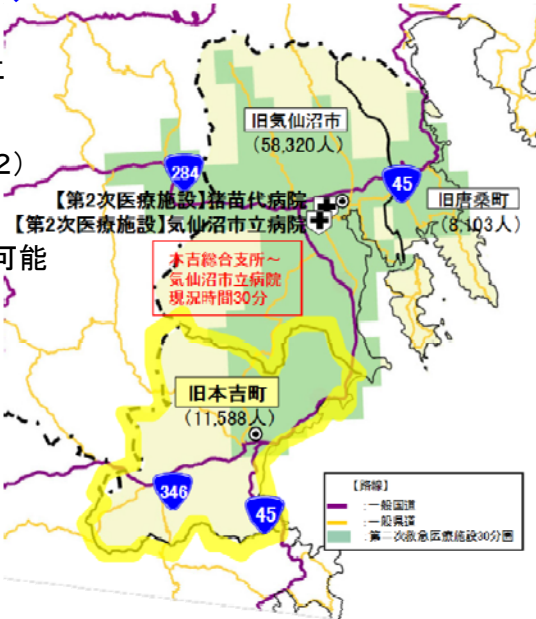 2)
可能
旧気仙沼市
(58,320人)
284
45
【第2次医療施設】猪苗代病院
【第2次医療施設】気仙沼市立病院
旧唐桑町
(8,103人)
本吉総合支所～
気仙沼市立病院
現況時間30分
旧本吉町
(11,588人)
346
45
【路線】
:一般国道
:一般県道
:第二次救急医療施設30分圏